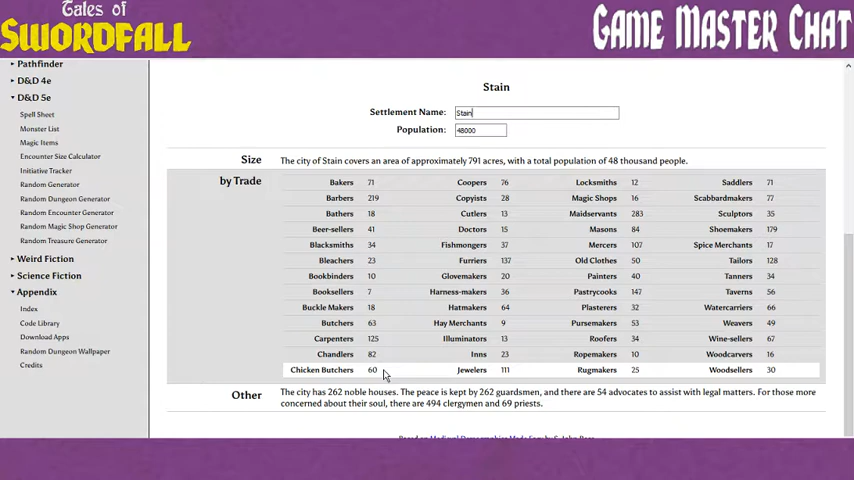 Tales of
SWORDFALL
GAME MASTER CHAT
Pathfinder
D&D 4e
D&D 5e
Spell Sheet
Monster List
Magic Items
Encounter Size Calculator
Initiative Tracker
Random Generator
Random Dungeon Generator
Random Encounter Generator
Random Magic Shop Generator
Random Treasure Generator
Weird Fiction
Science Fiction
Appendix
Index
Code Library
Download Apps
Random Dungeon Wallpaper
Credits
Stain
Settlement Name: Stain
Population: 48000
Size The city of Stain covers an area of approximately 791 acres, with a total population of 48 thousand people.
by Trade
Bakers 71 Coopers 76 Locksmiths 12 Saddlers 71
Barbers 219 Copyists 28 Magic Shops 16 Scabbardmakers 77
Bathers 18 Cutlers 13 Maidservants 283 Sculptors 35
Beer-sellers 41 Doctors 15 Masons 84 Shoemakers 179
Blacksmiths 34 Fishmongers 37 Mercers 107 Spice Merchants 17
Bleachers 23 Furriers 137 Old Clothes 50 Tailors 128
Bookbinders 10 Glovemakers 20 Painters 40 Tanners 34
Booksellers 7 Harness-makers 36 Pastrycooks 147 Taverns 56
Buckle Makers 18 Hatmakers 64 Plasterers 32 Watercarriers 66
Butchers 63 Hay Merchants 9 Pursemakers 53 Weavers 49
Carpenters 125 Illuminators 13 Roofers 34 Wine-sellers 67
Chandlers 82 Inns 23 Ropemakers 10 Woodcarvers 16
Chicken Butchers 60 Jewelers 111 Rugmakers 25 Woodsellers 30
Other The city has 262 noble houses. The peace is kept by 262 guardsmen, and there are 54 advocates to assist with legal matters. For those more
concerned about their soul, there are 494 clergymen and 69 priests.